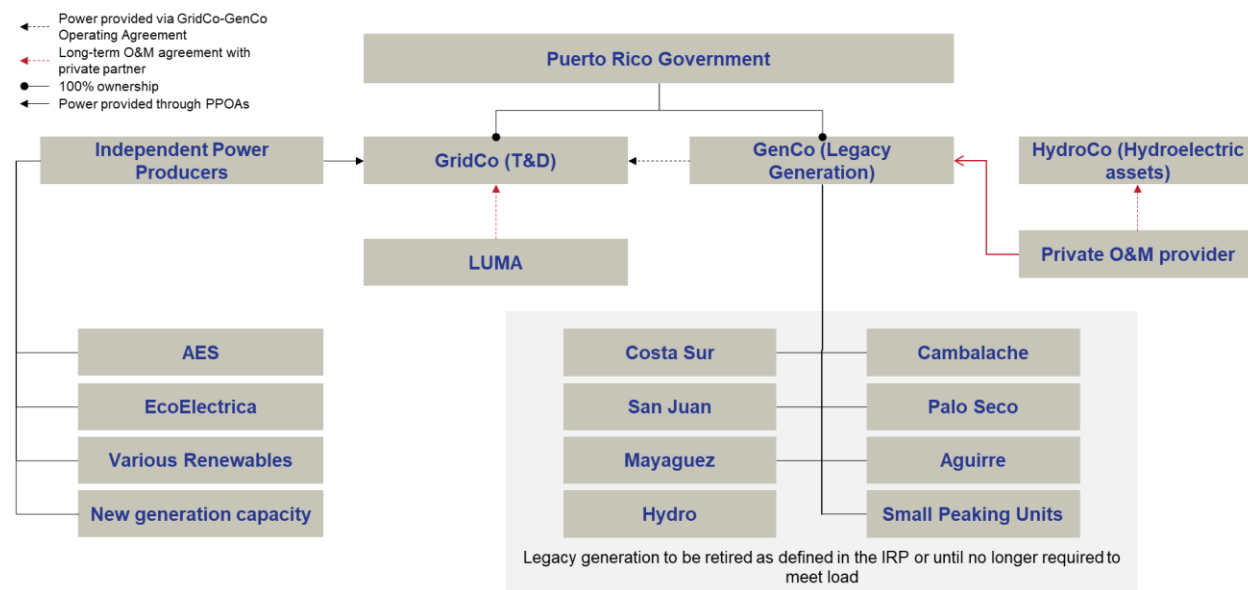 Power provided via GridCo-GenCo
Operating Agreement
Long-term O&M agreement with
private partner
100% ownership
Power provided through PPOAs
Puerto Rico Government
Independent Power
Producers
GridCo (T&D)
GenCo (Legacy
Generation)
HydroCo (Hydroelectric
assets)
LUMA
Private O&M provider
AES
EcoElectrica
Various Renewables
New generation capacity
Costa Sur
Cambalache
San Juan
Palo Seco
Mayaguez
Aguirre
Hydro
Small Peaking Units
Legacy generation to be retired as defined in the IRP or until no longer required to
meet load